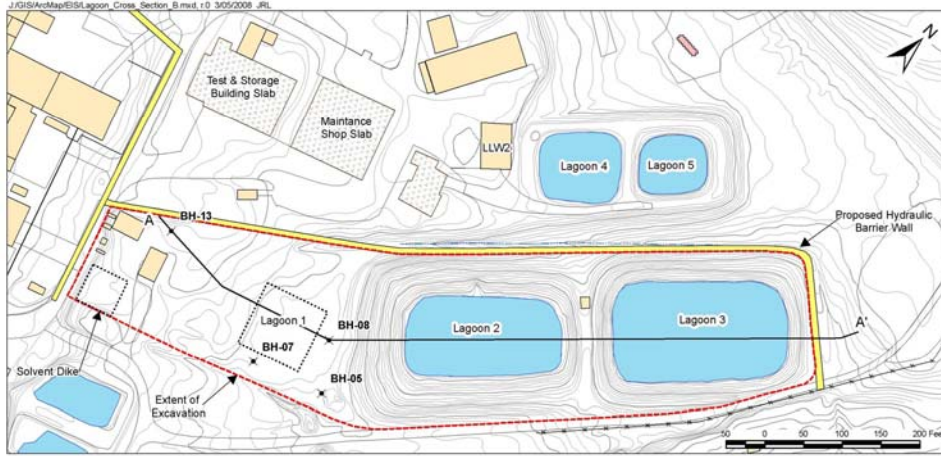 J:/GIS/ArcMap/EIS/Lagoon_Cross_Section_B.mxd, r.0 3/05/2008 JRL
N
Test & Storage
Building Slab
Maintance
Shop Slab
LLW2
Lagoon 4
Lagoon 5
Proposed Hydraulic
Barrier Wall
A
BH-13
Lagoon 1
BH-08
Lagoon 2
Lagoon 3
A'
BH-07
BH-05
Solvent Dike
Extent of
Excavation
50 0 50 100 150 200 Feet